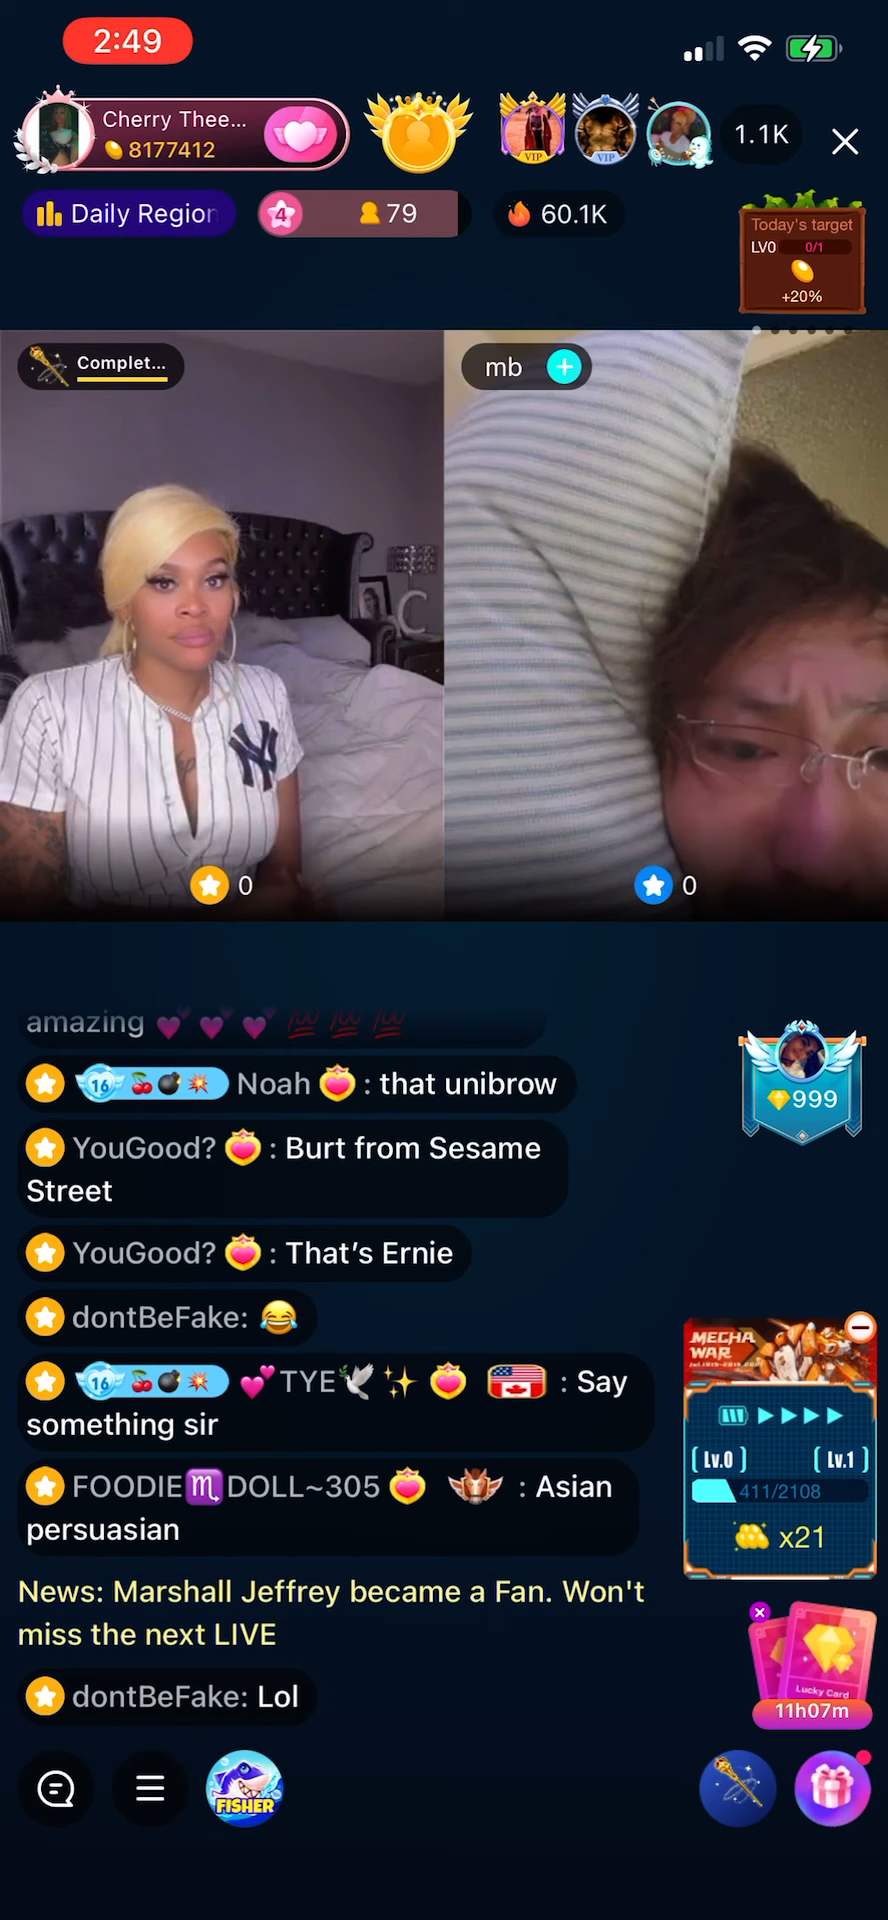 2:49
Cherry Thee...
8177412
VIP
VIP
1.1K
Daily Region
4
79
60.1K
Today's target
LV0 0/1
+20%
Complet...
mb
C
NY
0
0
amazing 💕 💕 💕 💯 💯 💯
16 🍒💣💥 Noah : that unibrow
YouGood? : Burt from Sesame
Street
YouGood? : That’s Ernie
dontBeFake: 😂
16 🍒💣💥 💕TYE🕊✨ 🇺🇸🇨🇦 : Say
something sir
FOODIE♏DOLL~305 : Asian
persuasian
News: Marshall Jeffrey became a Fan. Won't
miss the next LIVE
dontBeFake: Lol
999
MECHA
WAR
Lv.0
Lv.1
411/2108
x21
Lucky Card
11h07m
FISHER